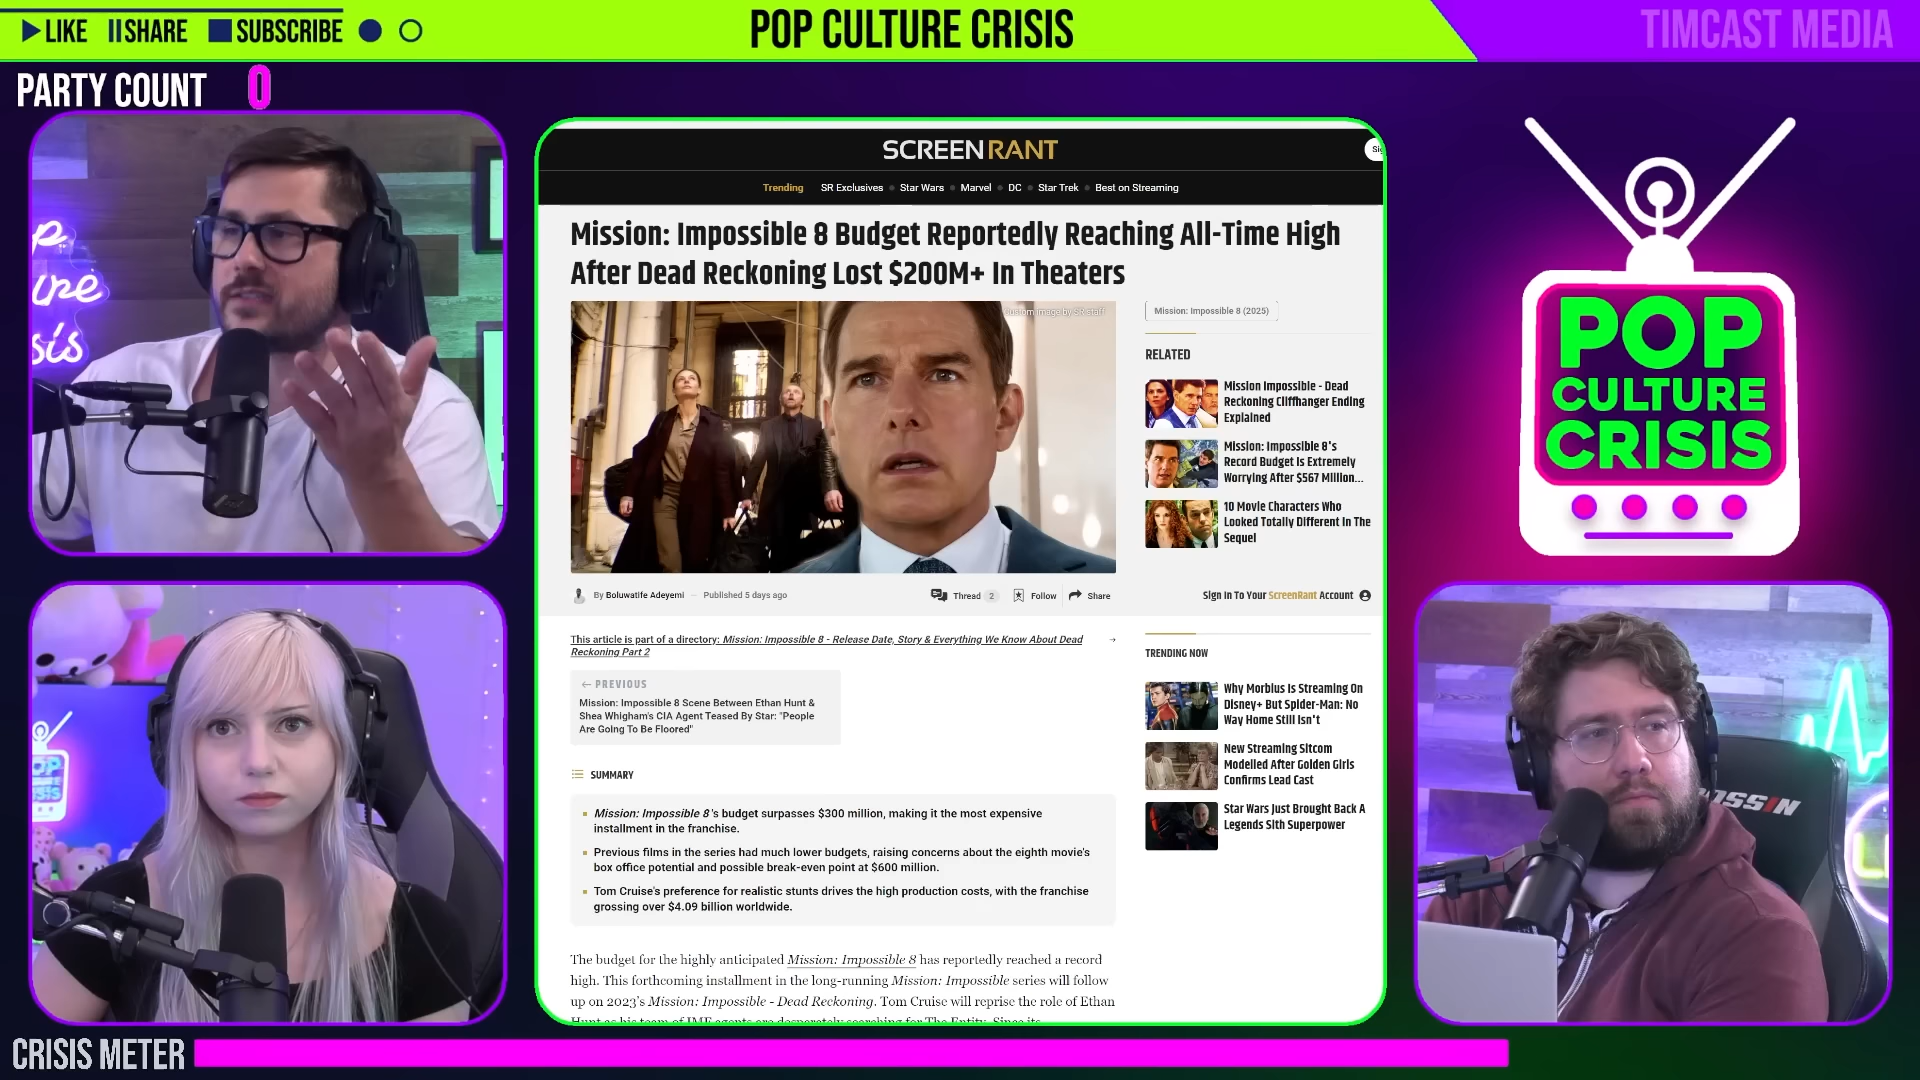 LIKE SHARE SUBSCRIBE
POP CULTURE CRISIS
TIMCAST MEDIA
PARTY COUNT 0
SCREENRANT
Trending SR Exclusives Star Wars Marvel DC Star Trek Best on Streaming
Mission: Impossible 8 Budget Reportedly Reaching All-Time High
After Dead Reckoning Lost $200M+ In Theaters
Mission: Impossible 8 (2025)
RELATED
Mission Impossible - Dead
Reckoning Cliffhanger Ending
Explained
Mission: Impossible 8's
Record Budget Is Extremely
Worrying After $567 Million...
10 Movie Characters Who
Looked Totally Different In The
Sequel
By Boluwatife Adeyemi — Published 5 days ago
Thread 2 Follow Share
Sign In To Your ScreenRant Account
This article is part of a directory: Mission: Impossible 8 - Release Date, Story & Everything We Know About Dead
Reckoning Part 2
← PREVIOUS
Mission: Impossible 8 Scene Between Ethan Hunt &
Shea Whigham's CIA Agent Teased By Star: "People
Are Going To Be Floored"
SUMMARY
Mission: Impossible 8's budget surpasses $300 million, making it the most expensive
installment in the franchise.
Previous films in the series had much lower budgets, raising concerns about the eighth movie's
box office potential and possible break-even point at $600 million.
Tom Cruise's preference for realistic stunts drives the high production costs, with the franchise
grossing over $4.09 billion worldwide.
The budget for the highly anticipated Mission: Impossible 8 has reportedly reached a record
high. This forthcoming installment in the long-running Mission: Impossible series will follow
up on 2023's Mission: Impossible - Dead Reckoning. Tom Cruise will reprise the role of Ethan
TRENDING NOW
Why Morbius Is Streaming On
Disney+ But Spider-Man: No
Way Home Still Isn't
New Streaming Sitcom
Modelled After Golden Girls
Confirms Lead Cast
Star Wars Just Brought Back A
Legends Sith Superpower
POP
CULTURE
CRISIS
CRISIS METER